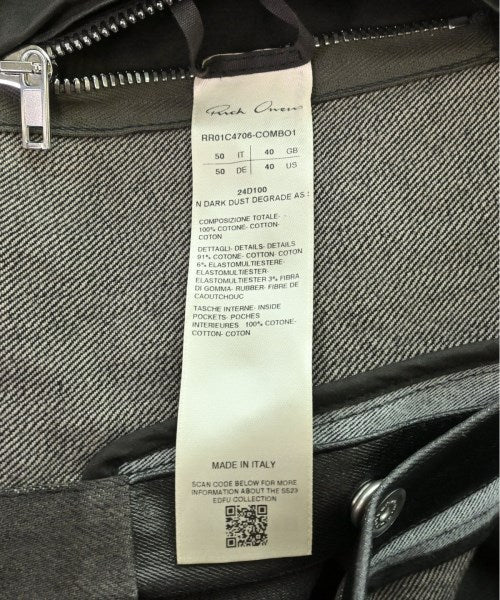 Rick Owens
RR01C4706-COMBO1
50 IT 40 GB
50 DE 40 US
24D100
N DARK DUST DEGRADE AS
COMPOSIZIONE TOTALE-
100% COTONE- COTTON-
COTON
DETTAGLI- DETAILS- DETAILS
91% COTONE- COTTON- COTON
6% ELASTOMULTIESTERE-
ELASTOMULTIESTER-
ELASTOMULTIESTER 3% FIBRA
DI GOMMA- RUBBER- FIBRE DE
CAOUTCHOUC
TASCHE INTERNE- INSIDE
POCKETS- POCHES
INTERIEURES 100% COTONE-
COTTON- COTON
MADE IN ITALY
SCAN CODE BELOW FOR MORE
INFORMATION ABOUT THE SS23
EDFU COLLECTION